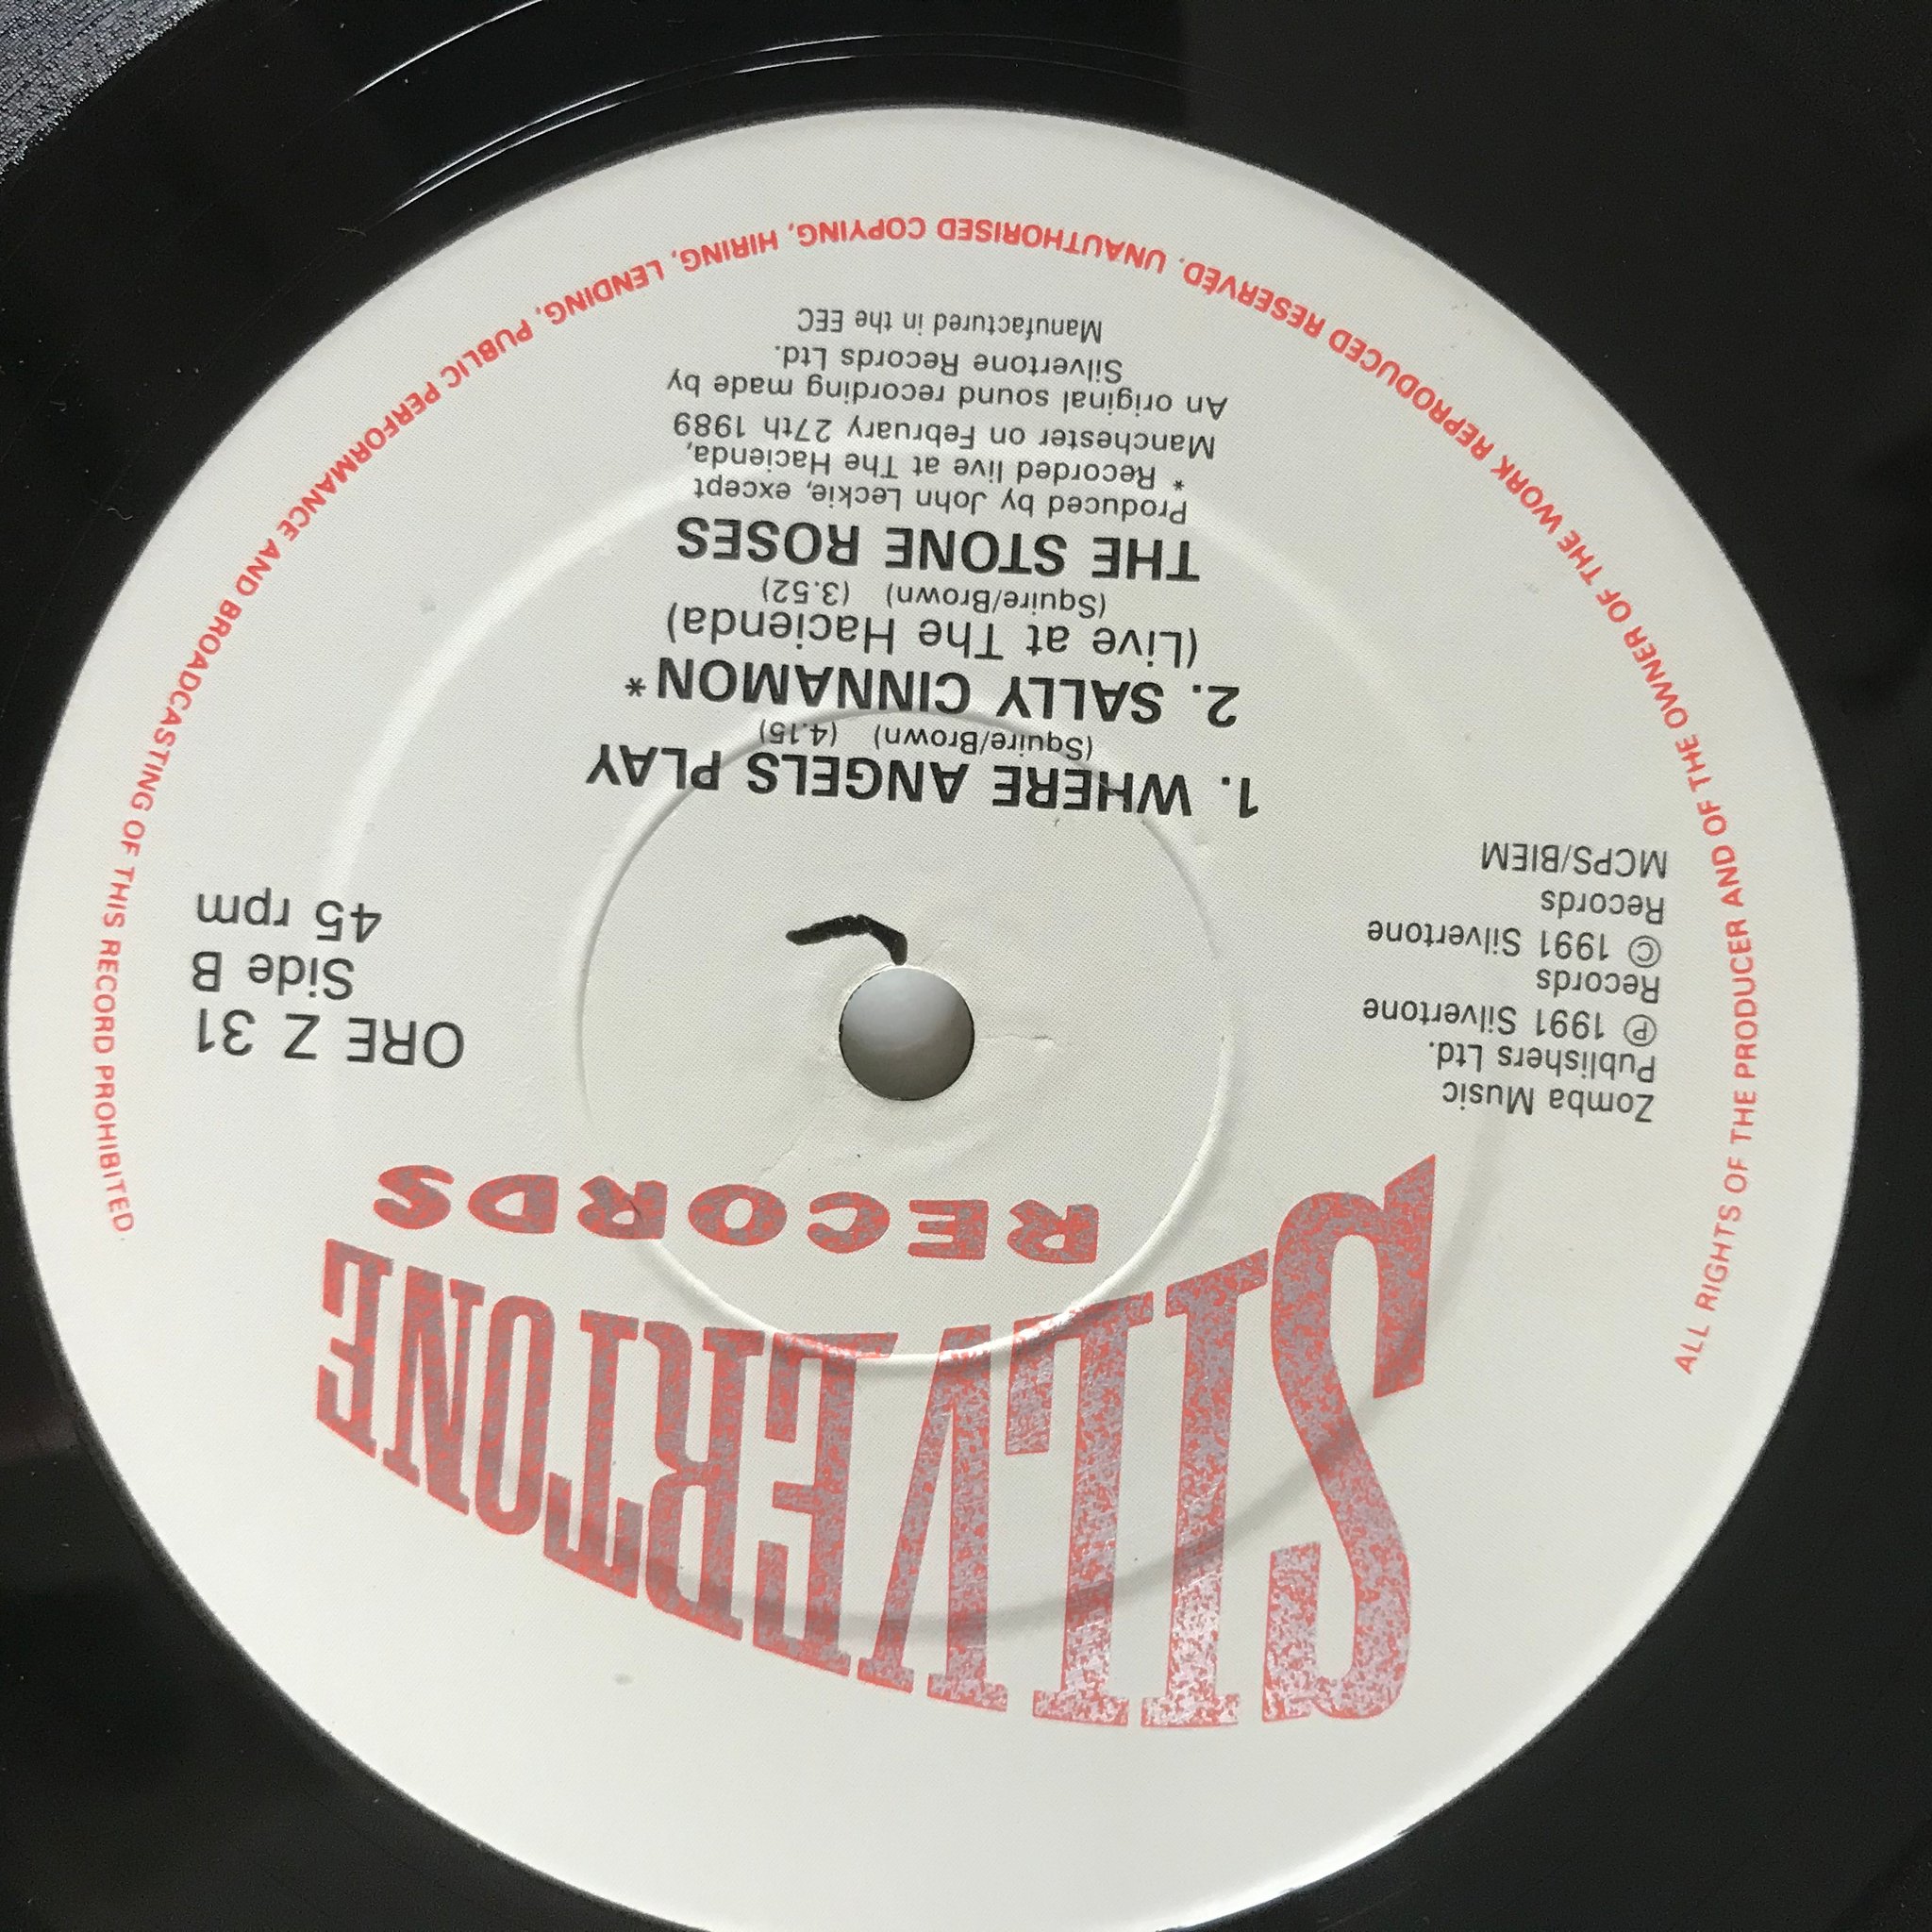 SILVERTONE
RECORDS
Zomba Music
Publishers Ltd.
Ⓟ 1991 Silvertone
Records
© 1991 Silvertone
Records
MCPS/BIEM
ORE Z 31
Side B
45 rpm
1. WHERE ANGELS PLAY
(Squire/Brown) (4.15)
2. SALLY CINNAMON*
(Live at The Hacienda)
(Squire/Brown) (3.52)
THE STONE ROSES
Produced by John Leckie, except
* Recorded live at The Hacienda,
Manchester on February 27th 1989
An original sound recording made by
Silvertone Records Ltd.
Manufactured in the EEC
ALL RIGHTS OF THE PRODUCER AND OF THE OWNER OF THE WORK REPRODUCED RESERVED. UNAUTHORISED COPYING, HIRING, LENDING, PUBLIC PERFORMANCE AND BROADCASTING OF THIS RECORD PROHIBITED.